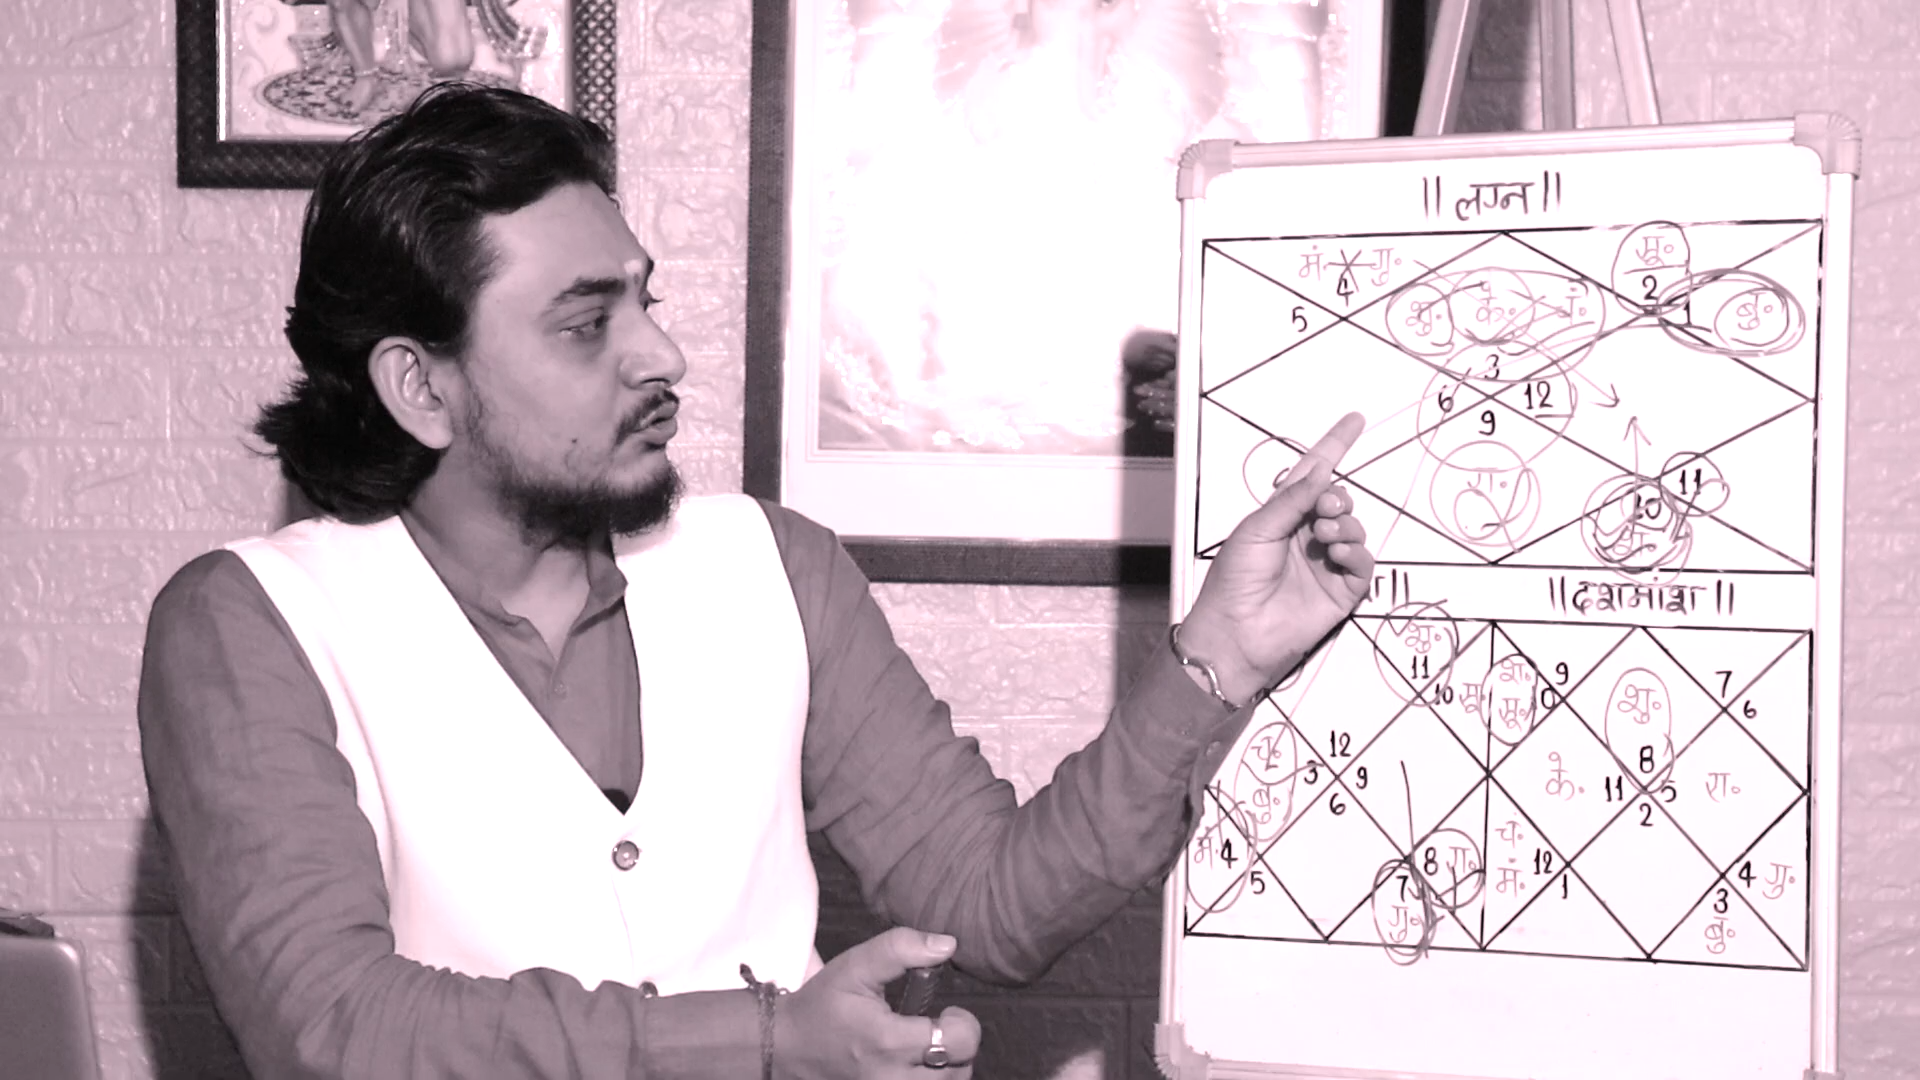 ॥ लग्न ॥
मं. गु. सू.
4 2
5 शु. के. चं. 1 बु.
3
6 12
9
रा. 11
10
॥ ॥दशमांश॥
शु. श. 9
11 सू. 7
10 सू. शु. 6
चं. 12 8
3 9 के. 11 5 रा.
बु. 6 2
चं.
मं. 4 8 रा. मं. 12 4 गु.
5 7 1 3
गु. बु.